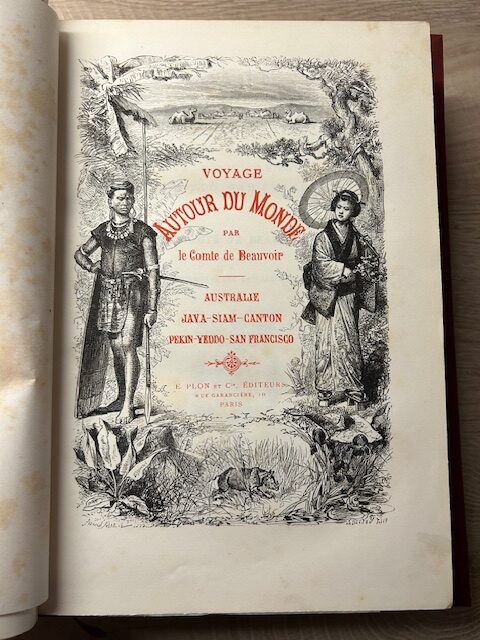 VOYAGE
AUTOUR DU MONDE
PAR
le Comte de Beauvoir
AUSTRALIE
JAVA-SIAM-CANTON
PEKIN-YEDDO-SAN FRANCISCO
E. PLON ET Cie, ÉDITEURS
RUE GARANCIÈRE, 10
PARIS